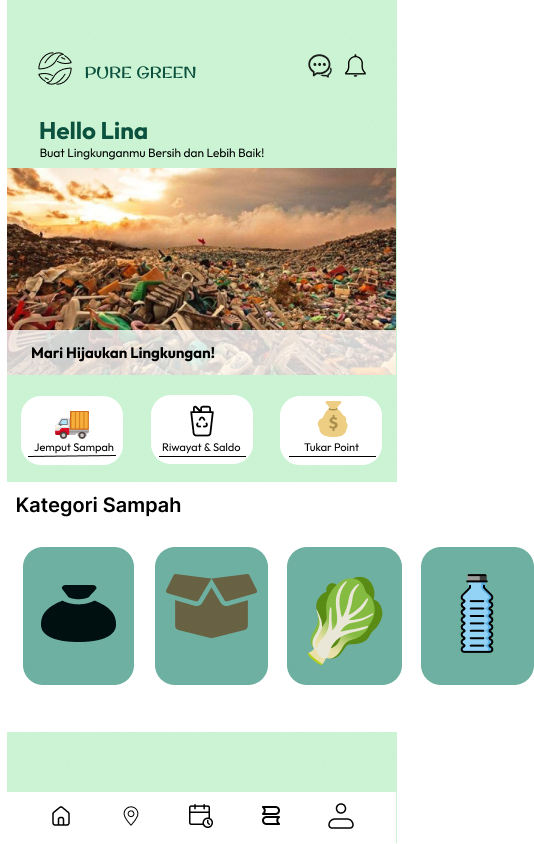 PURE GREEN
Hello Lina
Buat Lingkunganmu Bersih dan Lebih Baik!
Mari Hijaukan Lingkungan!
Jemput Sampah
Riwayat & Saldo
Tukar Point
Kategori Sampah